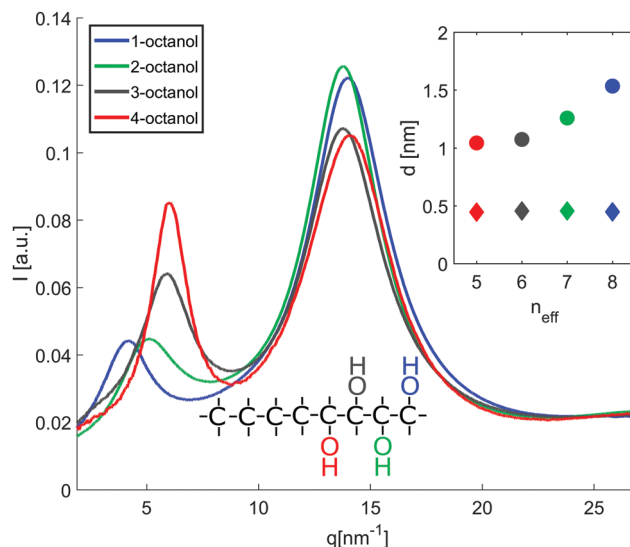 0.14
0.12
0.1
0.08
0.06
0.04
0.02
0
I [a.u.]
1-octanol
2-octanol
3-octanol
4-octanol
2
1.5
1
0.5
0
d [nm]
5 6 7 8
n_eff
H H
O O
-C-C-C-C-C-C-C-C-
O O
H H
5 10 15 20 25
q[nm⁻¹]